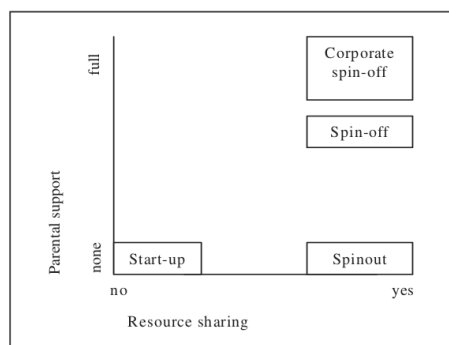 full
Corporate
spin-off
Spin-off
Parental support
none
Start-up
Spinout
no
yes
Resource sharing